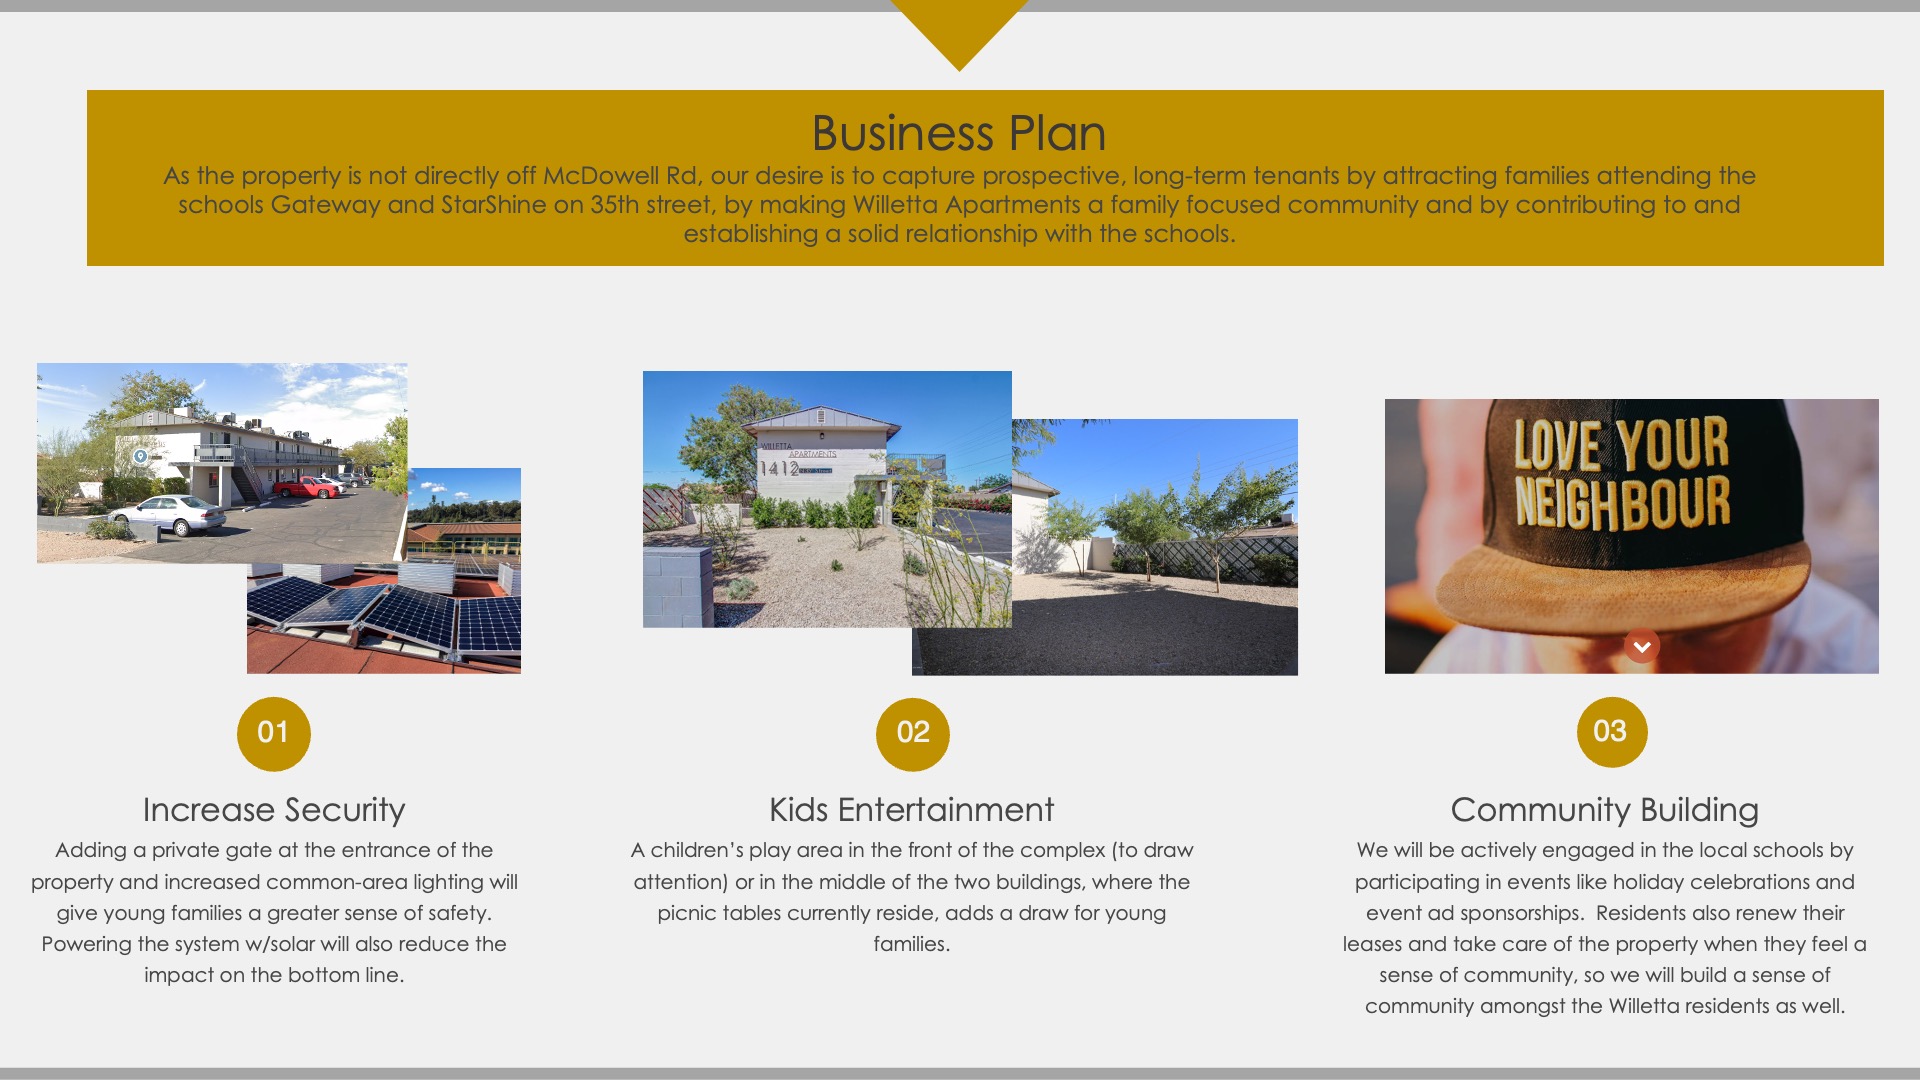 Business Plan
As the property is not directly off McDowell Rd, our desire is to capture prospective, long-term tenants by attracting families attending the
schools Gateway and StarShine on 35th street, by making Willetta Apartments a family focused community and by contributing to and
establishing a solid relationship with the schools.
WILLETTA
APARTMENTS
1412
LOVE YOUR
NEIGHBOUR
01
Increase Security
Adding a private gate at the entrance of the
property and increased common-area lighting will
give young families a greater sense of safety.
Powering the system w/solar will also reduce the
impact on the bottom line.
02
Kids Entertainment
A children’s play area in the front of the complex (to draw
attention) or in the middle of the two buildings, where the
picnic tables currently reside, adds a draw for young
families.
03
Community Building
We will be actively engaged in the local schools by
participating in events like holiday celebrations and
event ad sponsorships.  Residents also renew their
leases and take care of the property when they feel a
sense of community, so we will build a sense of
community amongst the Willetta residents as well.